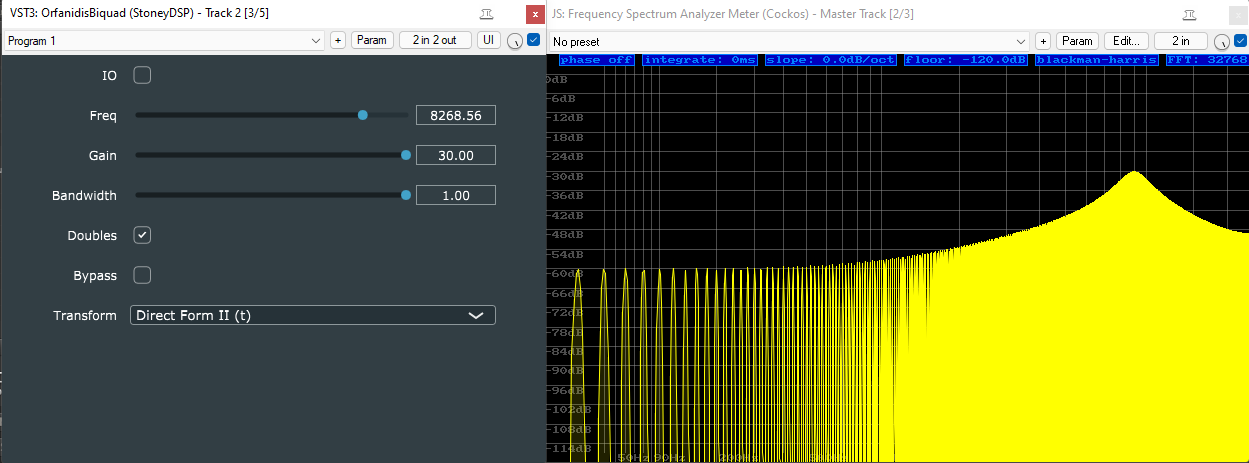 VST3: OrfanidisBiquad (StoneyDSP) - Track 2 [3/5]
Program 1
+
Param
2 in 2 out
UI
IO
Freq
8268.56
Gain
30.00
Bandwidth
1.00
Doubles
Bypass
Transform
Direct Form II (t)
JS: Frequency Spectrum Analyzer Meter (Cockos) - Master Track [2/3]
No preset
+
Param
Edit...
2 in
phase off
integrate: 0ms
slope: 0.0dB/oct
floor: -120.0dB
blackman-harris
FFT: 32768
0dB
-6dB
-12dB
-18dB
-24dB
-30dB
-36dB
-42dB
-48dB
-54dB
-60dB
-66dB
-72dB
-78dB
-84dB
-90dB
-96dB
-102dB
-108dB
-114dB
50Hz
90Hz
200Hz